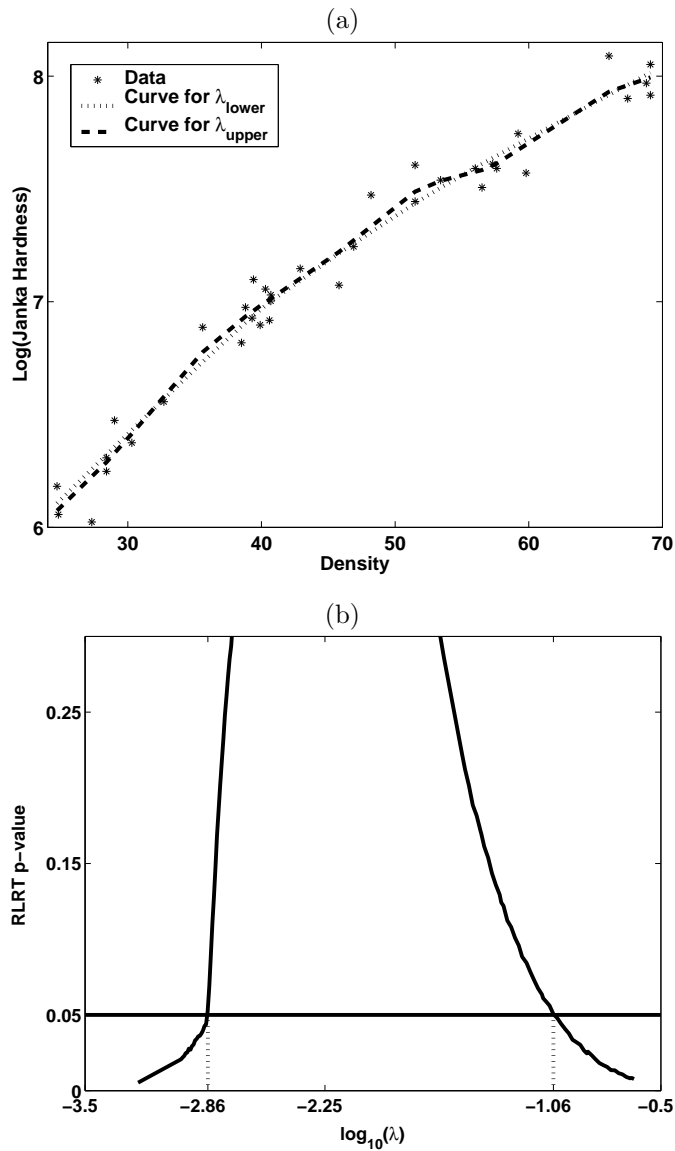 (a)
8
7
6
Log(Janka Hardness)
Data
Curve for λlower
Curve for λupper
30 40 50 60 70
Density
(b)
0.25
0.15
0.05
0
RLRT p−value
−3.5 −2.86 −2.25 −1.06 −0.5
log10(λ)